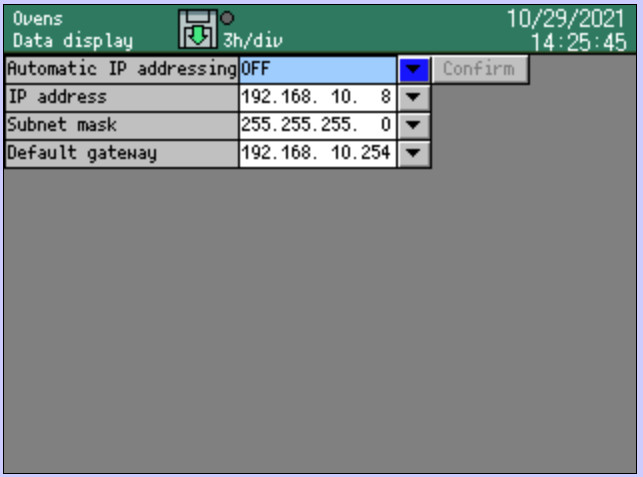 Ovens
Data display
3h/div
10/29/2021
14:25:45
Automatic IP addressing OFF Confirm
IP address 192.168. 10.  8
Subnet mask 255.255.255.  0
Default gateway 192.168. 10.254